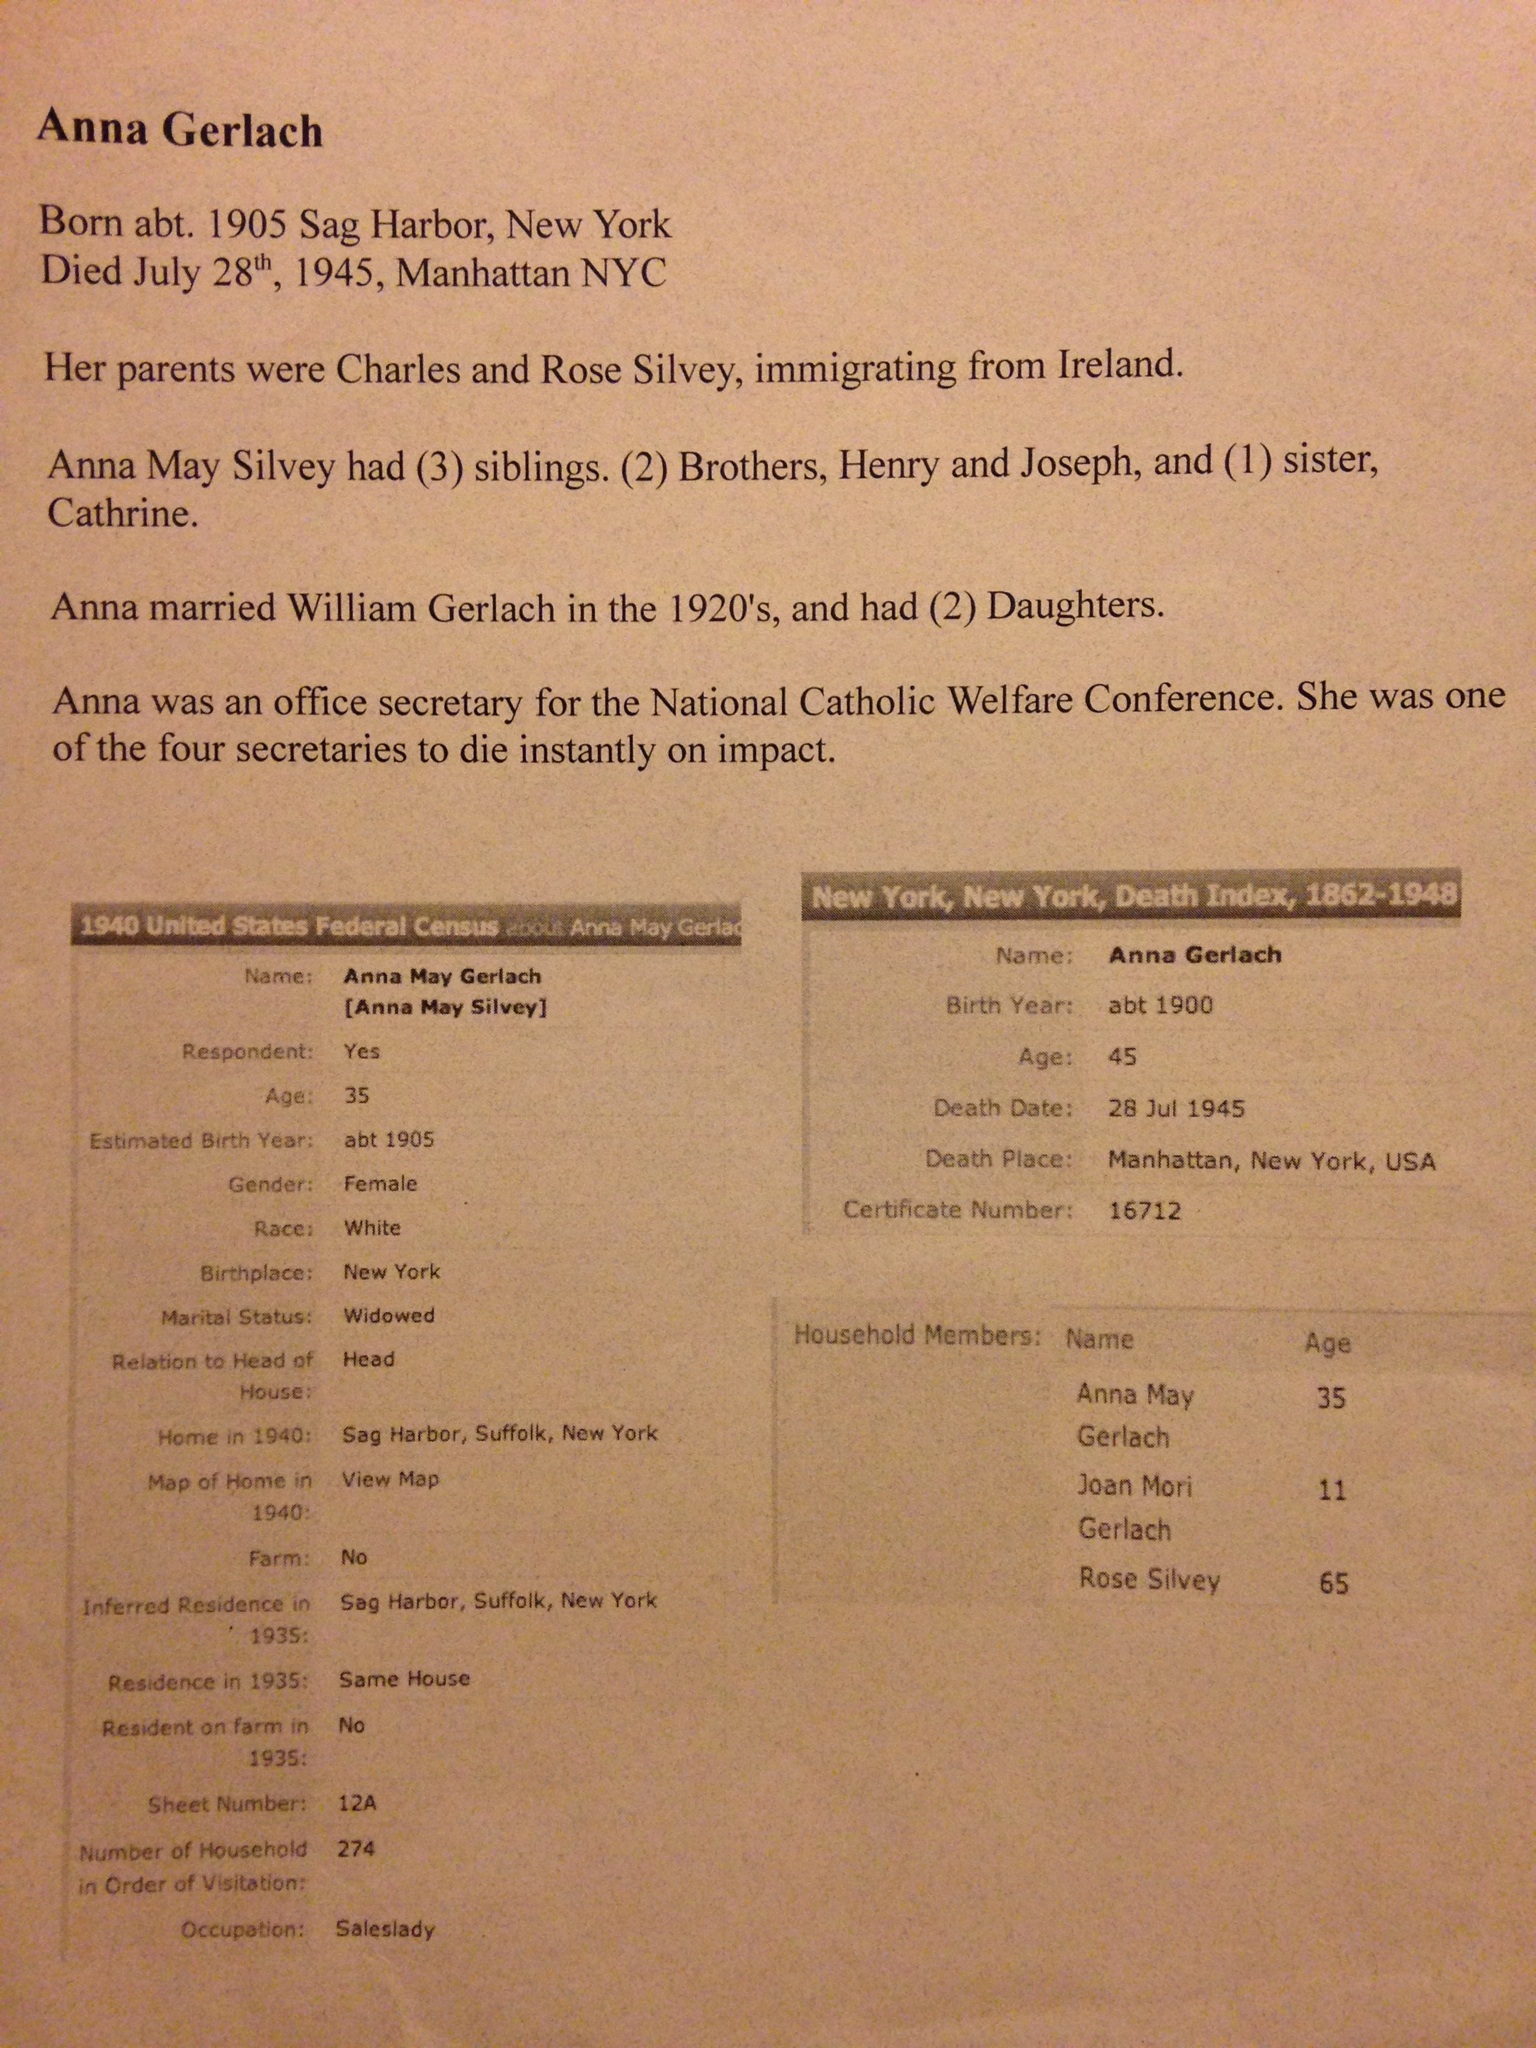 Anna Gerlach
Born abt. 1905 Sag Harbor, New York
Died July 28th, 1945, Manhattan NYC
Her parents were Charles and Rose Silvey, immigrating from Ireland.
Anna May Silvey had (3) siblings. (2) Brothers, Henry and Joseph, and (1) sister,
Cathrine.
Anna married William Gerlach in the 1920's, and had (2) Daughters.
Anna was an office secretary for the National Catholic Welfare Conference. She was one
of the four secretaries to die instantly on impact.
1940 United States Federal Census about Anna May Gerlac
Name: Anna May Gerlach
[Anna May Silvey]
Respondent: Yes
Age: 35
Estimated Birth Year: abt 1905
Gender: Female
Race: White
Birthplace: New York
Marital Status: Widowed
Relation to Head of Head
House:
Home in 1940: Sag Harbor, Suffolk, New York
Map of Home in View Map
1940:
Farm: No
Inferred Residence in Sag Harbor, Suffolk, New York
1935:
Residence in 1935: Same House
Resident on farm in No
1935:
Sheet Number: 12A
Number of Household 274
in Order of Visitation:
Occupation: Saleslady
New York, New York, Death Index, 1862-1948
Name: Anna Gerlach
Birth Year: abt 1900
Age: 45
Death Date: 28 Jul 1945
Death Place: Manhattan, New York, USA
Certificate Number: 16712
Household Members: Name Age
Anna May 35
Gerlach
Joan Mori 11
Gerlach
Rose Silvey 65